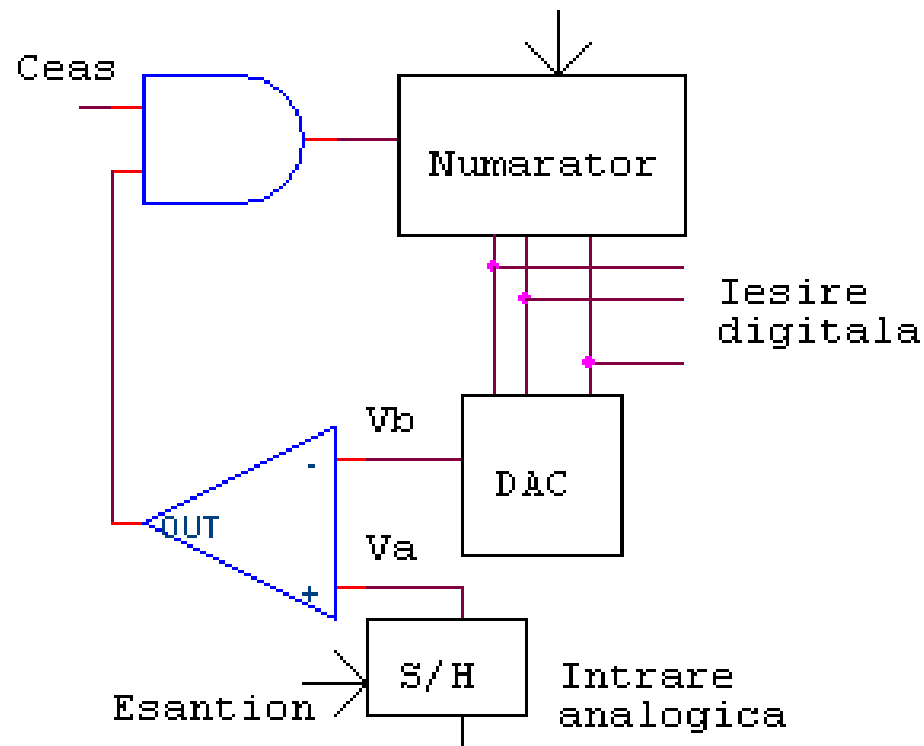 Ceas
Numarator
Iesire
digitala
Vb
-
DAC
OUT
Va
+
S/H
Intrare
Esantion
analogica